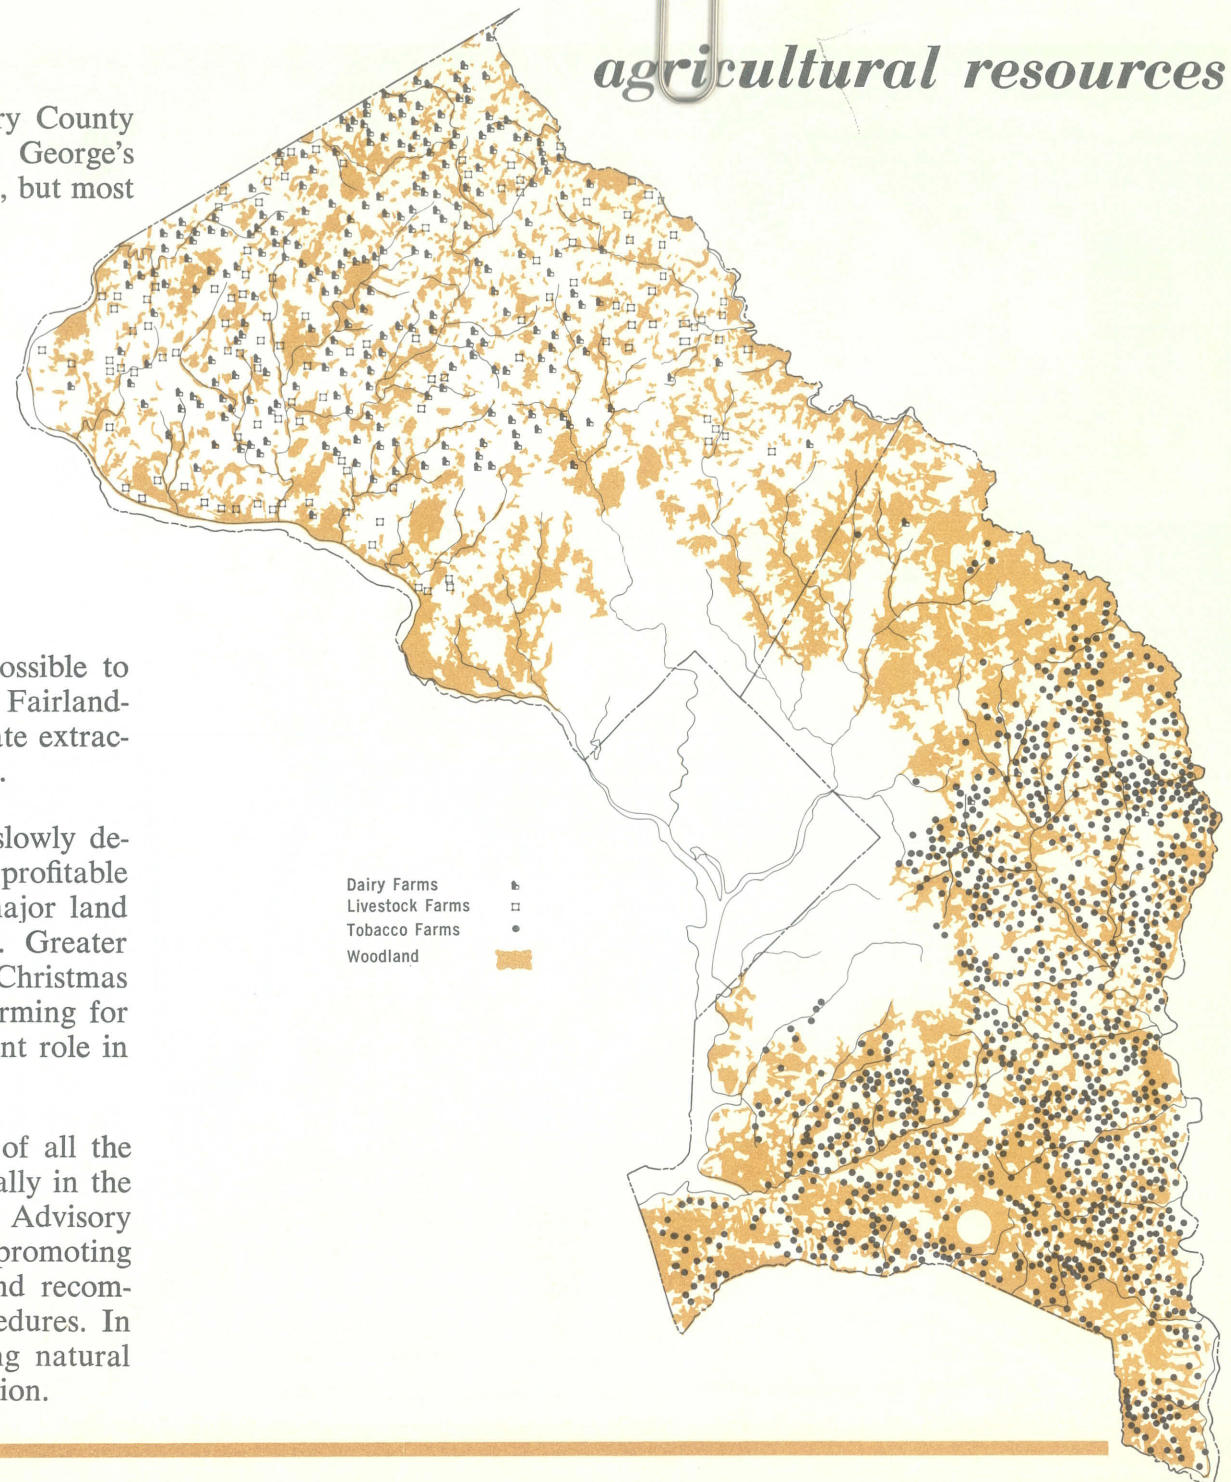 agricultural resources
ry County
George's
, but most
ossible to
Fairland-
te extrac-
.
slowly de-
profitable
ajor land
. Greater
Christmas
rming for
nt role in
of all the
ally in the
Advisory
promoting
nd recom-
edures. In
ng natural
ion.
Dairy Farms
Livestock Farms
Tobacco Farms
Woodland